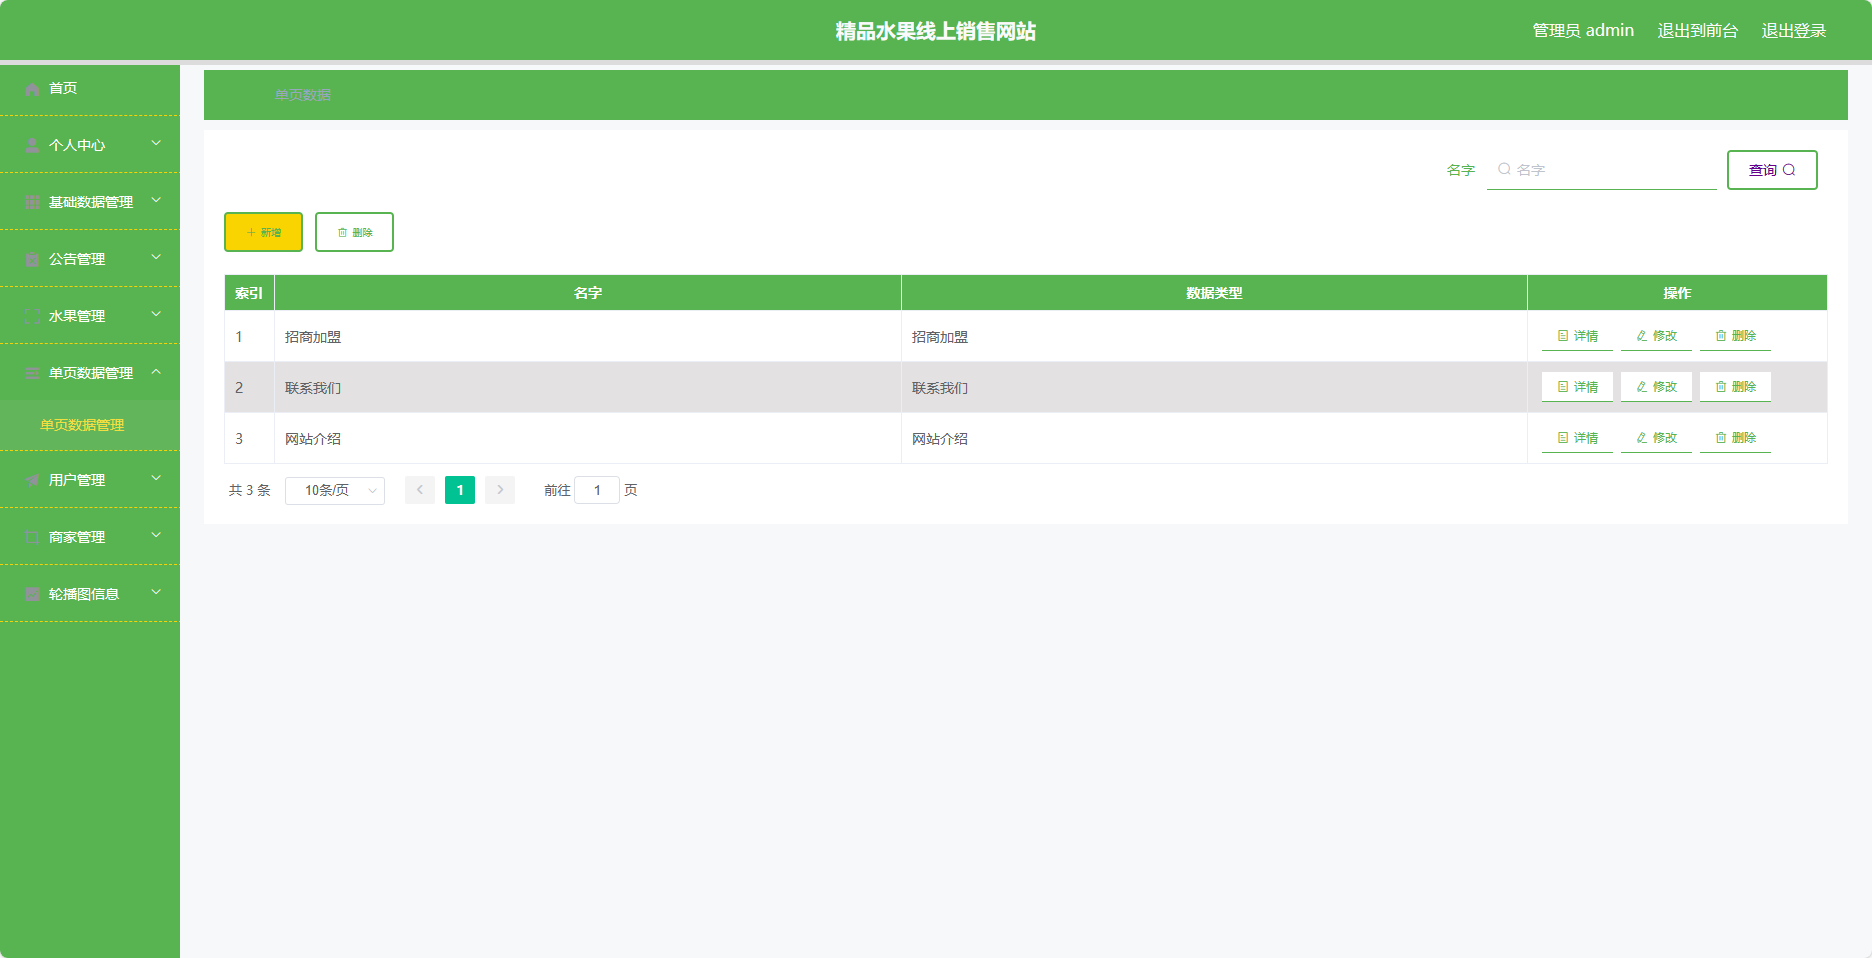 精品水果线上销售网站
管理员 admin 退出到前台 退出登录
首页
个人中心
基础数据管理
公告管理
水果管理
单页数据管理
单页数据管理
用户管理
商家管理
轮播图信息
单页数据
名字 名字 查询
新增 删除
索引 名字 数据类型 操作
1 招商加盟 招商加盟 详情 修改 删除
2 联系我们 联系我们 详情 修改 删除
3 网站介绍 网站介绍 详情 修改 删除
共 3 条 10条/页 1 前往 1 页